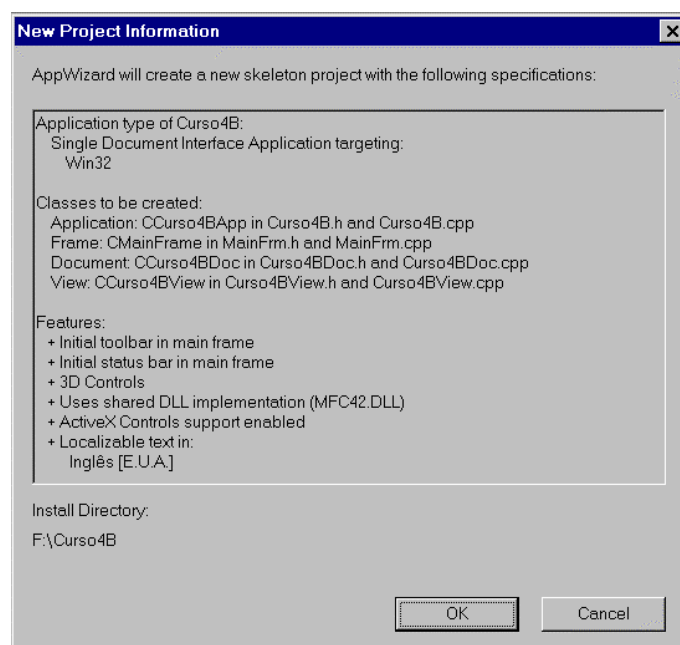 New Project Information
AppWizard will create a new skeleton project with the following specifications:
Application type of Curso4B:
Single Document Interface Application targeting:
Win32
Classes to be created:
Application: CCurso4BApp in Curso4B.h and Curso4B.cpp
Frame: CMainFrame in MainFrm.h and MainFrm.cpp
Document: CCurso4BDoc in Curso4BDoc.h and Curso4BDoc.cpp
View: CCurso4BView in Curso4BView.h and Curso4BView.cpp
Features:
+ Initial toolbar in main frame
+ Initial status bar in main frame
+ 3D Controls
+ Uses shared DLL implementation (MFC42.DLL)
+ ActiveX Controls support enabled
+ Localizable text in:
Inglês [E.U.A.]
Install Directory:
F:\Curso4B
OK Cancel